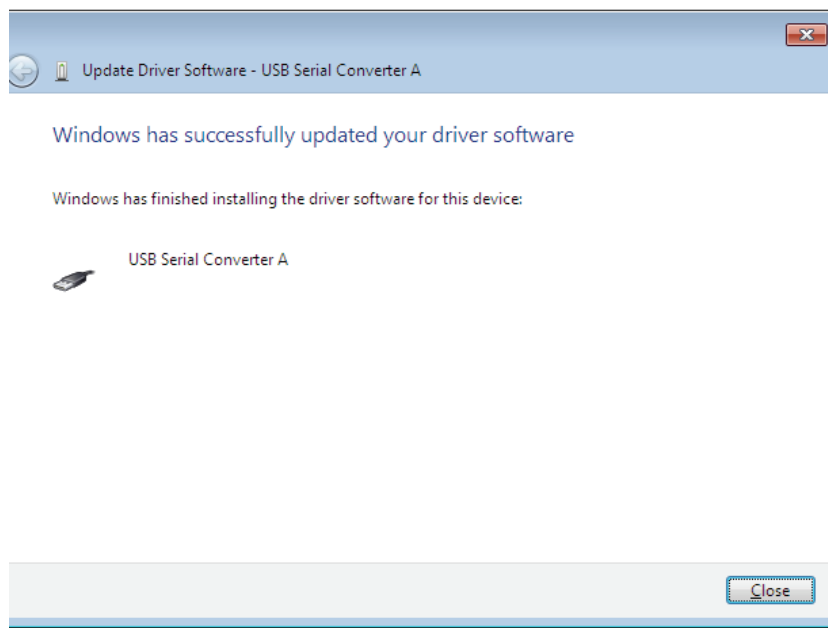 Update Driver Software - USB Serial Converter A
Windows has successfully updated your driver software
Windows has finished installing the driver software for this device:
USB Serial Converter A
Close